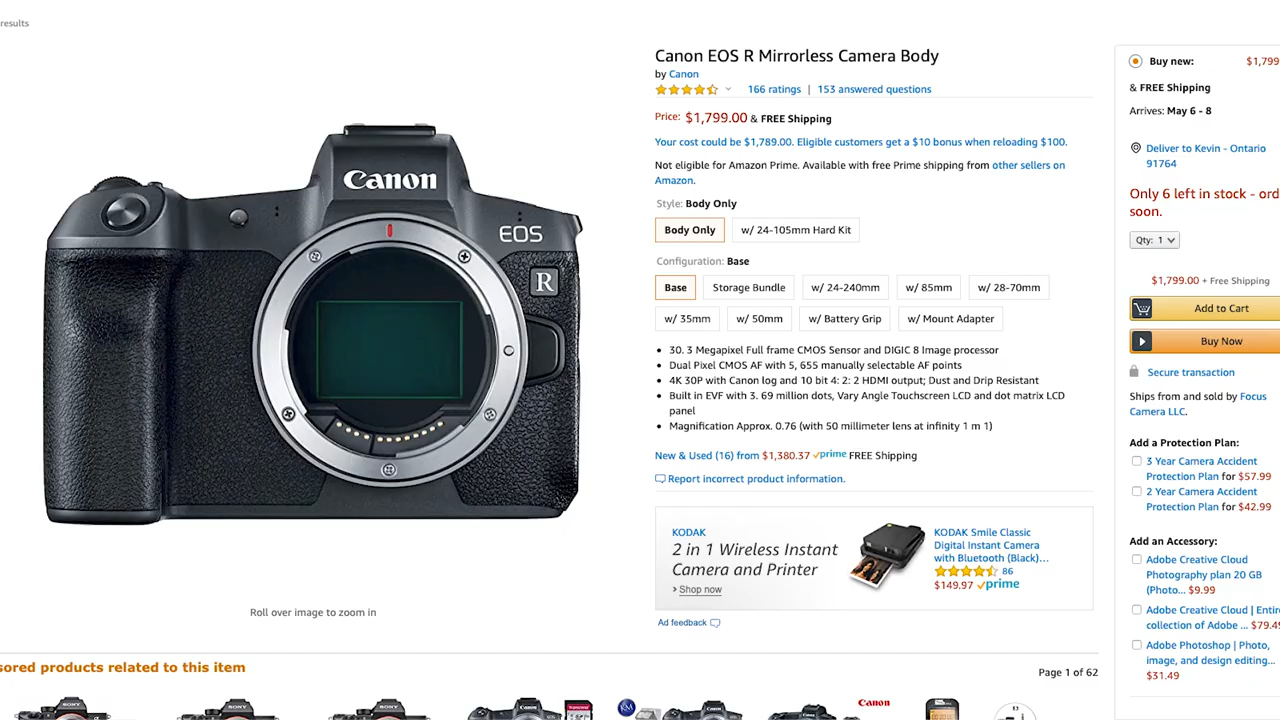 results
Canon
EOS
R
Roll over image to zoom in
Canon EOS R Mirrorless Camera Body
by Canon
166 ratings | 153 answered questions
Price: $1,799.00 & FREE Shipping
Your cost could be $1,789.00. Eligible customers get a $10 bonus when reloading $100.
Not eligible for Amazon Prime. Available with free Prime shipping from other sellers on
Amazon.
Style: Body Only
Body Only w/ 24-105mm Hard Kit
Configuration: Base
Base Storage Bundle w/ 24-240mm w/ 85mm w/ 28-70mm
w/ 35mm w/ 50mm w/ Battery Grip w/ Mount Adapter
• 30. 3 Megapixel Full frame CMOS Sensor and DIGIC 8 Image processor
• Dual Pixel CMOS AF with 5, 655 manually selectable AF points
• 4K 30P with Canon log and 10 bit 4: 2: 2 HDMI output; Dust and Drip Resistant
• Built in EVF with 3. 69 million dots, Vary Angle Touchscreen LCD and dot matrix LCD
panel
• Magnification Approx. 0.76 (with 50 millimeter lens at infinity 1 m 1)
New & Used (16) from $1,380.37 prime FREE Shipping
Report incorrect product information.
KODAK
2 in 1 Wireless Instant
Camera and Printer
› Shop now
KODAK Smile Classic
Digital Instant Camera
with Bluetooth (Black)...
86
$149.97 prime
Ad feedback
Buy new: $1,799
& FREE Shipping
Arrives: May 6 - 8
Deliver to Kevin - Ontario
91764
Only 6 left in stock - ord
soon.
Qty: 1
$1,799.00 + Free Shipping
Add to Cart
Buy Now
Secure transaction
Ships from and sold by Focus
Camera LLC.
Add a Protection Plan:
3 Year Camera Accident
Protection Plan for $57.99
2 Year Camera Accident
Protection Plan for $42.99
Add an Accessory:
Adobe Creative Cloud
Photography plan 20 GB
(Photo... $9.99
Adobe Creative Cloud | Entire
collection of Adobe ... $79.49
Adobe Photoshop | Photo,
image, and design editing...
$31.49
sored products related to this item
Page 1 of 62
SONY
SONY
SONY
Canon